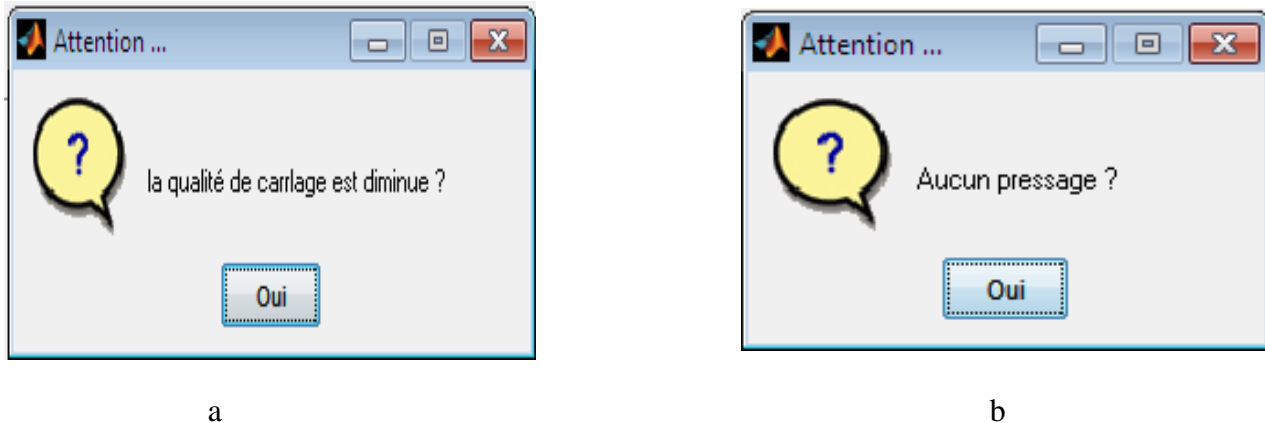 Attention ...
?
la qualité de carrlage est diminue ?
Oui
a
Attention ...
?
Aucun pressage ?
Oui
b